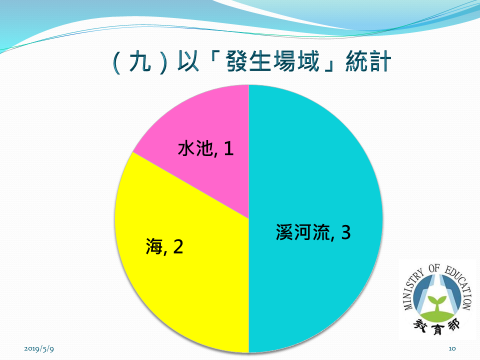 （九）以「發生場域」統計
水池, 1
溪河流, 3
海, 2
MINISTRY OF EDUCATION
教育部
2019/5/9
10